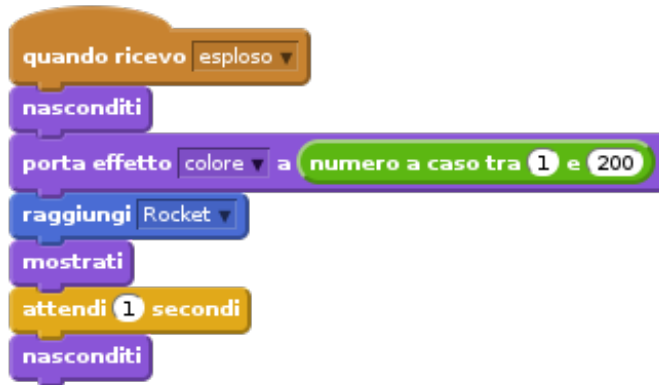 quando ricevo esploso
nasconditi
porta effetto colore a numero a caso tra 1 e 200
raggiungi Rocket
mostrati
attendi 1 secondi
nasconditi